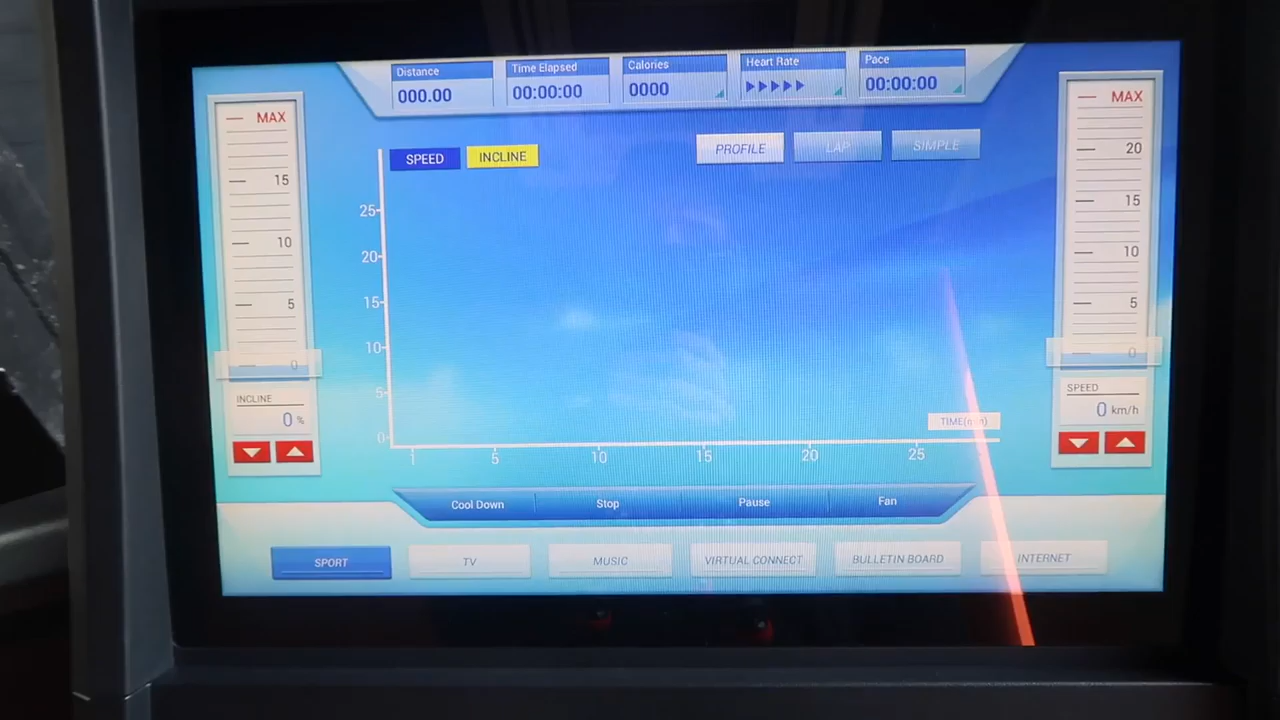 Distance
000.00
Time Elapsed
00:00:00
Calories
0000
Heart Rate
Pace
00:00:00
MAX
15
10
5
0
INCLINE
0 %
SPEED
INCLINE
PROFILE
LAP
SIMPLE
25
20
15
10
5
0
1 5 10 15 20 25
TIME(min)
MAX
20
15
10
5
0
SPEED
0 km/h
Cool Down Stop Pause Fan
SPORT TV MUSIC VIRTUAL CONNECT BULLETIN BOARD INTERNET